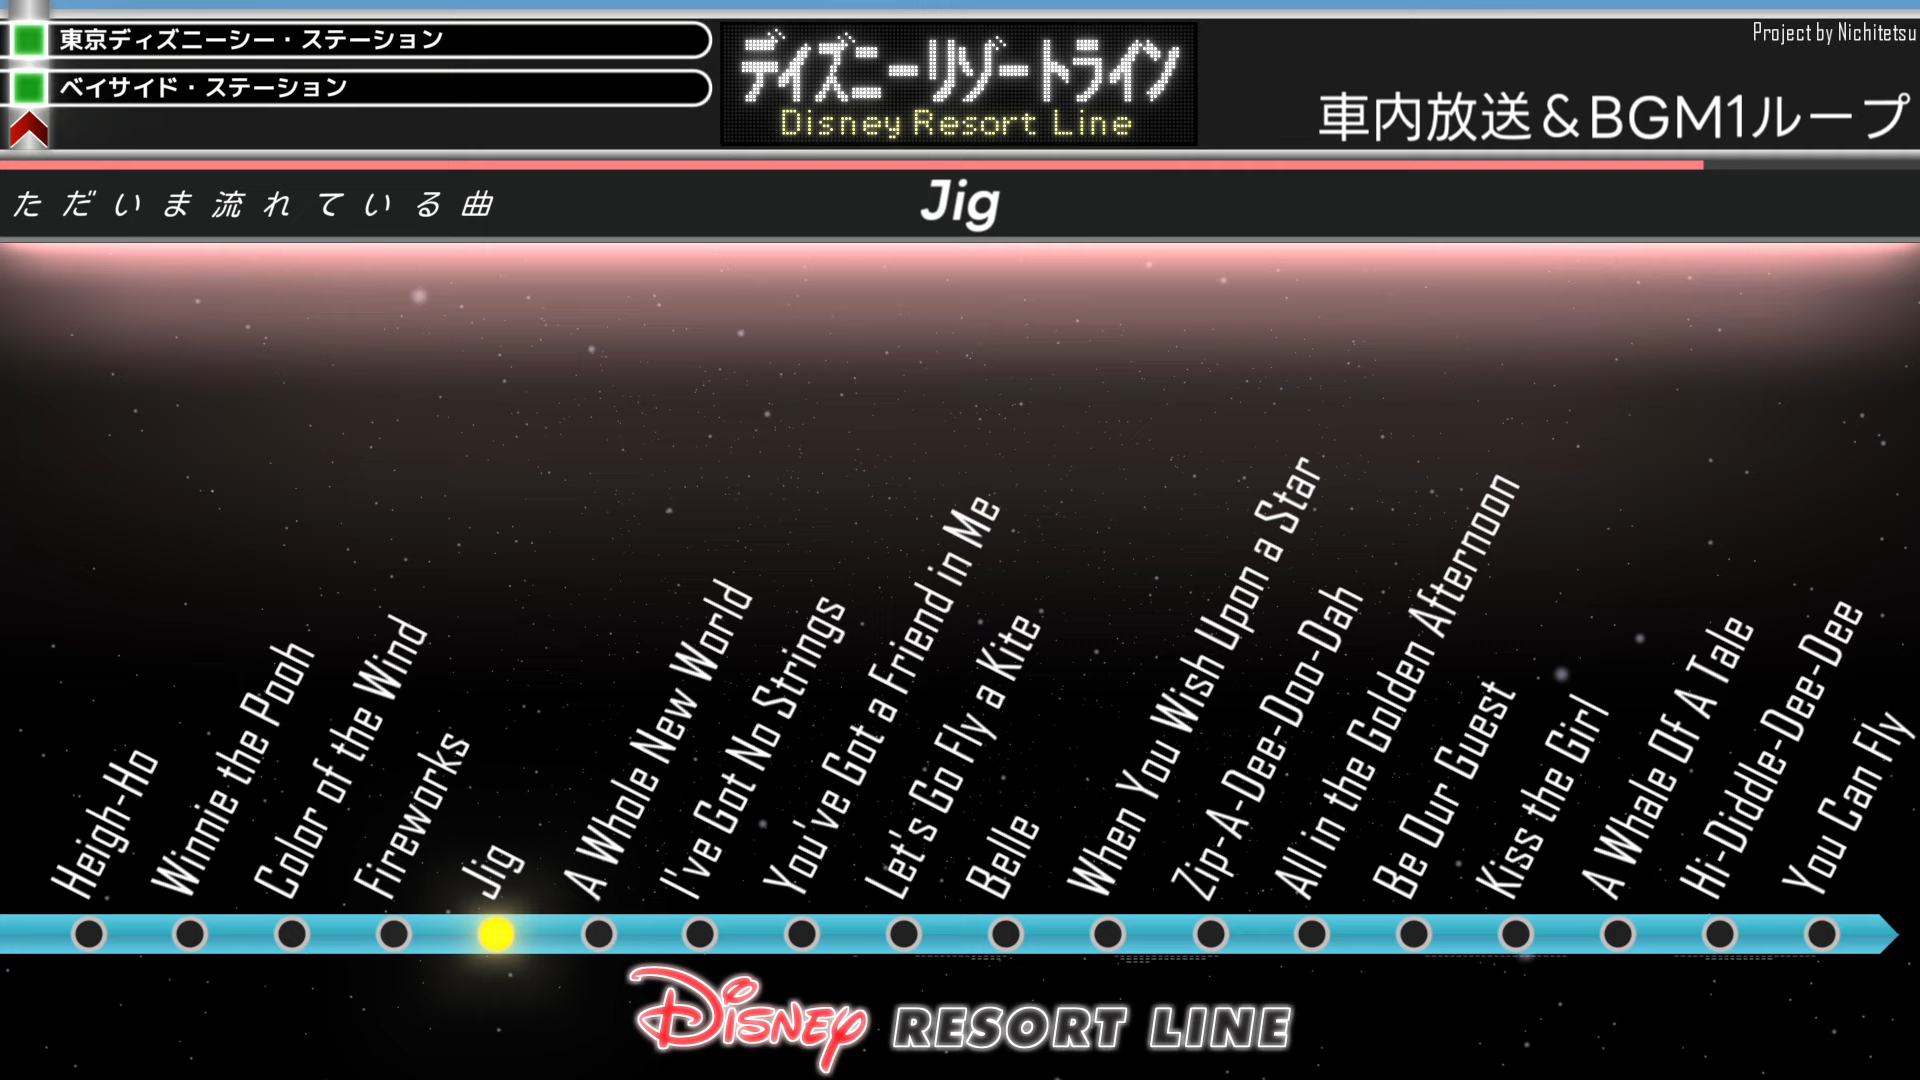 東京ディズニーシー・ステーション
ベイサイド・ステーション
ディズニーリゾートライン
Disney Resort Line
Project by Nichitetsu
車内放送＆BGM1ループ
ただいま流れている曲
Jig
Heigh-Ho
Winnie the Pooh
Color of the Wind
Fireworks
Jig
A Whole New World
I've Got No Strings
You've Got a Friend in Me
Let's Go Fly a Kite
Belle
When You Wish Upon a Star
Zip-A-Dee-Doo-Dah
All in the Golden Afternoon
Be Our Guest
Kiss the Girl
A Whale Of A Tale
Hi-Diddle-Dee-Dee
You Can Fly
Disney RESORT LINE